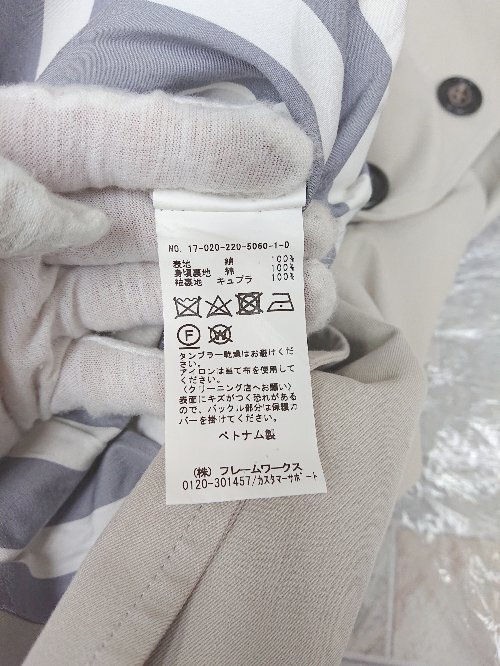 NO. 17-020-220-5060-1-0
表地 綿 100%
身頃裏地 綿 100%
袖裏地 キュプラ 100%
F W
タンブラー乾燥はお避けくだ
さい。
アイロンは当て布を使用して
ください。
〈クリーニング店へお願い〉
表面にキズがつく恐れがある
ので、バックル部分は保護カ
バーを掛けてください。
ベトナム製
(株) フレームワークス
0120-301457/カスタマーサポート